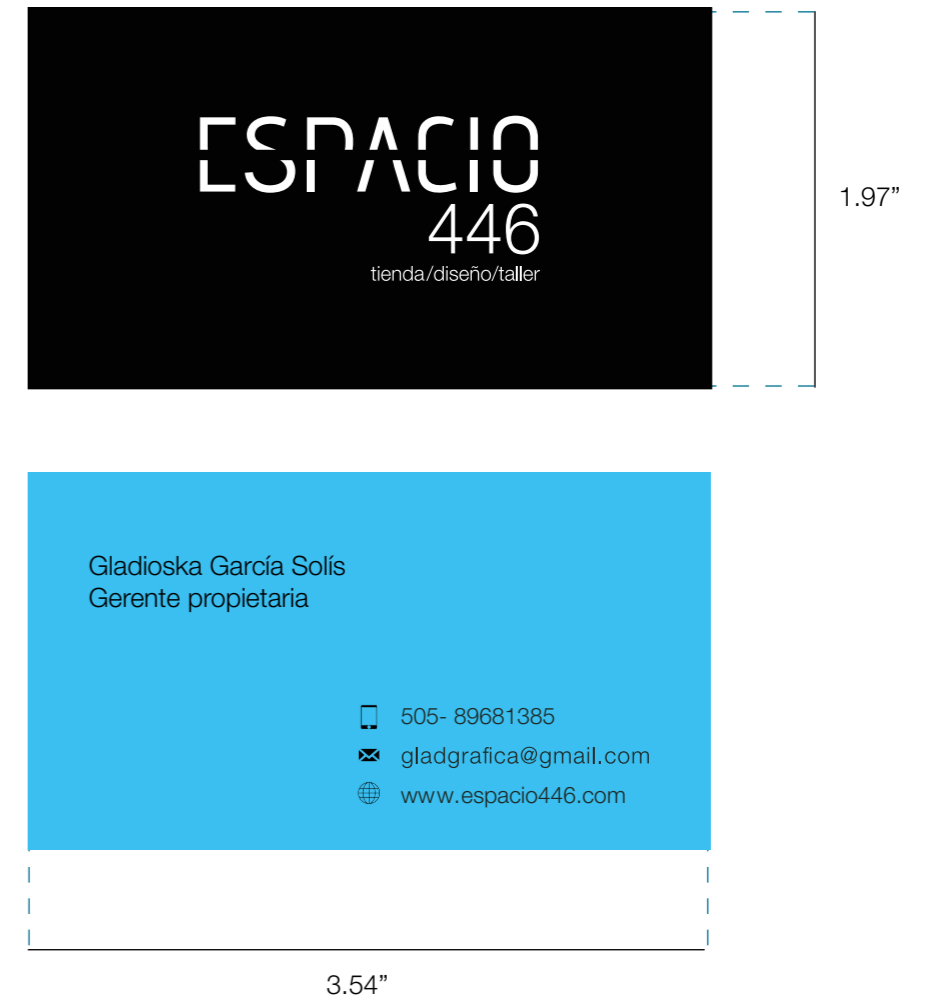 ESPACIO
446
tienda/diseño/taller
1.97”
Gladioska García Solís
Gerente propietaria
505- 89681385
gladgrafica@gmail.com
www.espacio446.com
3.54”